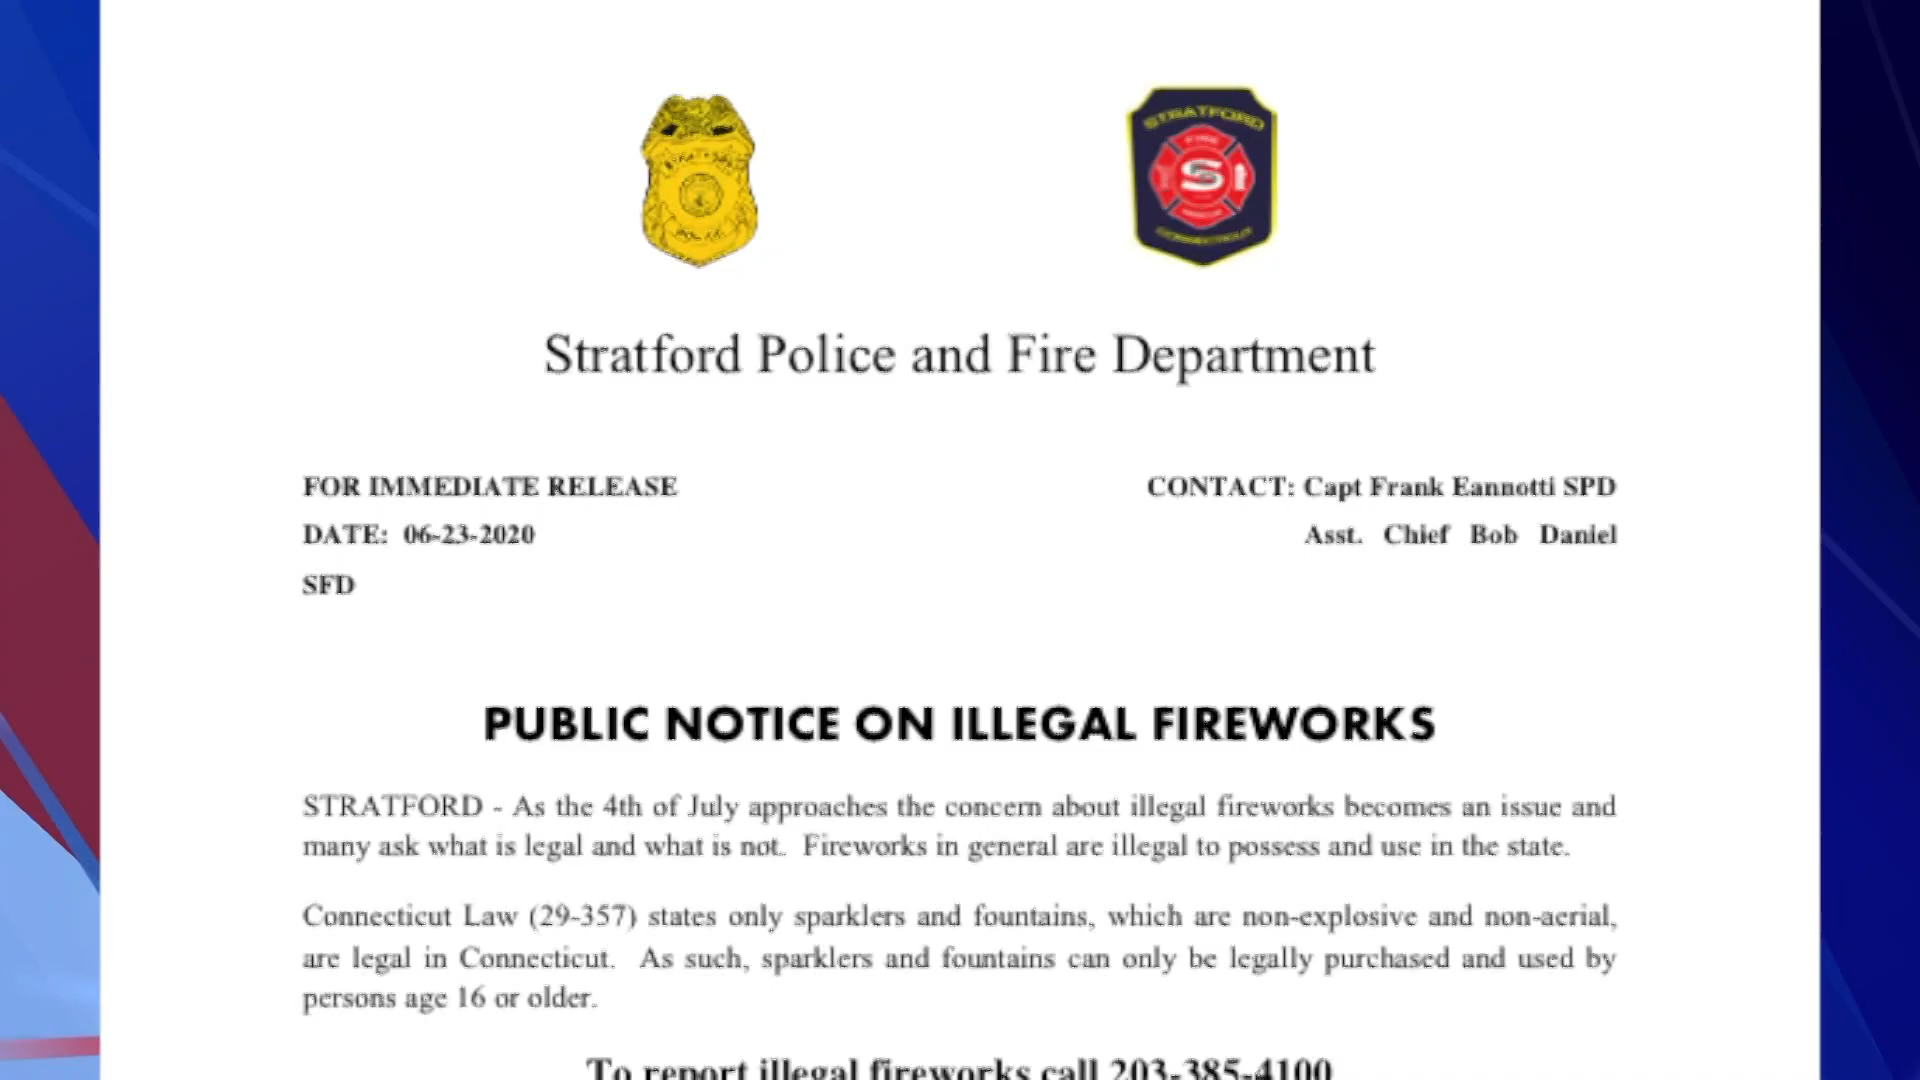 STRATFORD
FIRE
S
Stratford Police and Fire Department
FOR IMMEDIATE RELEASE
CONTACT: Capt Frank Eannotti SPD
DATE: 06-23-2020
Asst. Chief Bob Daniel
SFD
PUBLIC NOTICE ON ILLEGAL FIREWORKS
STRATFORD - As the 4th of July approaches the concern about illegal fireworks becomes an issue and
many ask what is legal and what is not. Fireworks in general are illegal to possess and use in the state.
Connecticut Law (29-357) states only sparklers and fountains, which are non-explosive and non-aerial,
are legal in Connecticut. As such, sparklers and fountains can only be legally purchased and used by
persons age 16 or older.
To report illegal fireworks call 203-385-4100